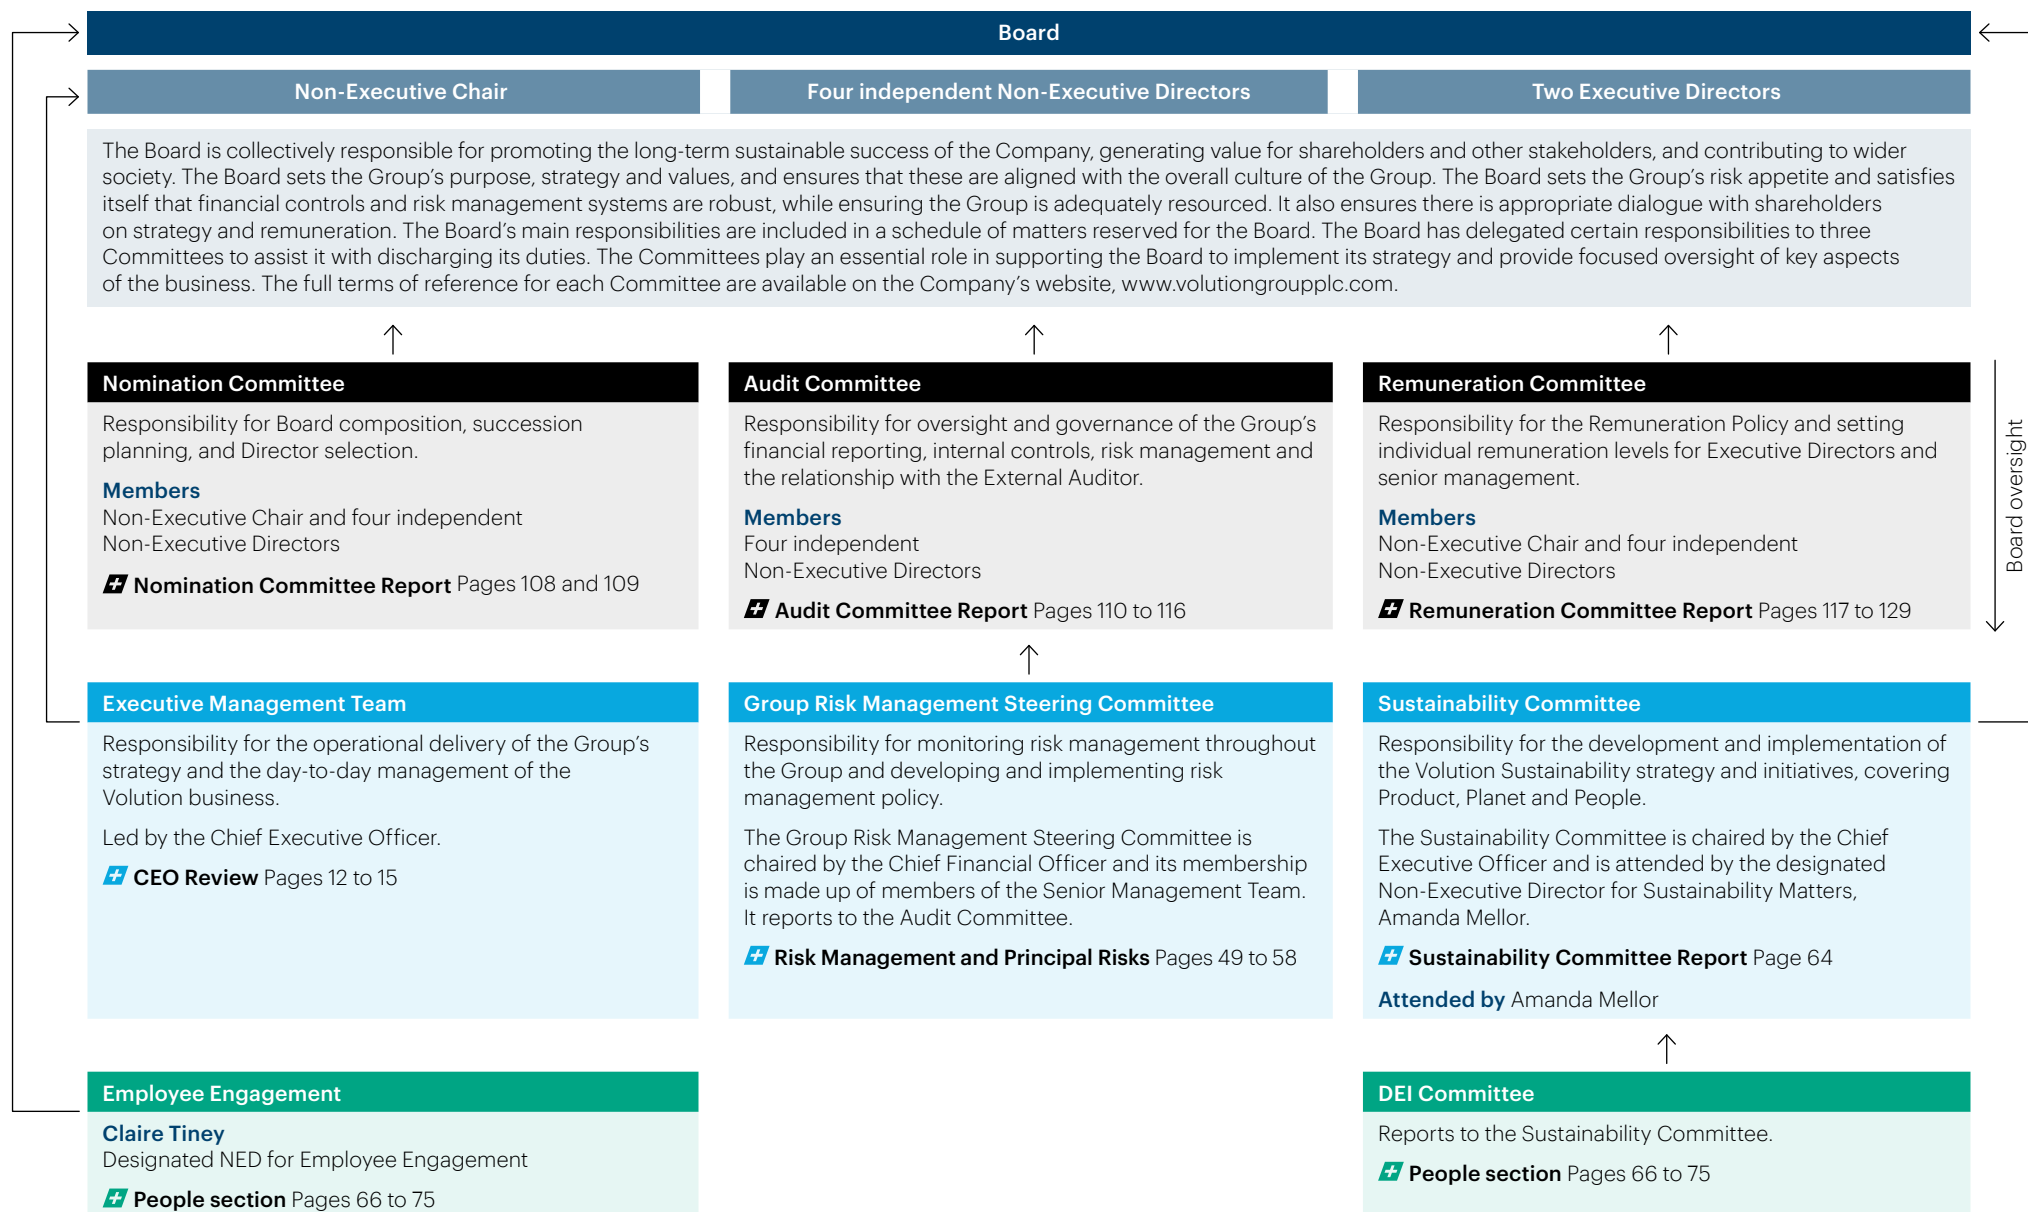 Board
Non-Executive Chair
Four independent Non-Executive Directors
Two Executive Directors
The Board is collectively responsible for promoting the long-term sustainable success of the Company, generating value for shareholders and other stakeholders, and contributing to wider
society. The Board sets the Group's purpose, strategy and values, and ensures that these are aligned with the overall culture of the Group. The Board sets the Group's risk appetite and satisfies
itself that financial controls and risk management systems are robust, while ensuring the Group is adequately resourced. It also ensures there is appropriate dialogue with shareholders
on strategy and remuneration. The Board's main responsibilities are included in a schedule of matters reserved for the Board. The Board has delegated certain responsibilities to three
Committees to assist it with discharging its duties. The Committees play an essential role in supporting the Board to implement its strategy and provide focused oversight of key aspects
of the business. The full terms of reference for each Committee are available on the Company's website, www.volutiongroupplc.com.
Nomination Committee
Responsibility for Board composition, succession
planning, and Director selection.
Members
Non-Executive Chair and four independent
Non-Executive Directors
Nomination Committee Report Pages 108 and 109
Audit Committee
Responsibility for oversight and governance of the Group's
financial reporting, internal controls, risk management and
the relationship with the External Auditor.
Members
Four independent
Non-Executive Directors
Audit Committee Report Pages 110 to 116
Remuneration Committee
Responsibility for the Remuneration Policy and setting
individual remuneration levels for Executive Directors and
senior management.
Members
Non-Executive Chair and four independent
Non-Executive Directors
Remuneration Committee Report Pages 117 to 129
Board oversight
Executive Management Team
Responsibility for the operational delivery of the Group's
strategy and the day-to-day management of the
Volution business.
Led by the Chief Executive Officer.
CEO Review Pages 12 to 15
Group Risk Management Steering Committee
Responsibility for monitoring risk management throughout
the Group and developing and implementing risk
management policy.
The Group Risk Management Steering Committee is
chaired by the Chief Financial Officer and its membership
is made up of members of the Senior Management Team.
It reports to the Audit Committee.
Risk Management and Principal Risks Pages 49 to 58
Sustainability Committee
Responsibility for the development and implementation of
the Volution Sustainability strategy and initiatives, covering
Product, Planet and People.
The Sustainability Committee is chaired by the Chief
Executive Officer and is attended by the designated
Non-Executive Director for Sustainability Matters,
Amanda Mellor.
Sustainability Committee Report Page 64
Attended by Amanda Mellor
Employee Engagement
Claire Tiney
Designated NED for Employee Engagement
People section Pages 66 to 75
DEI Committee
Reports to the Sustainability Committee.
People section Pages 66 to 75